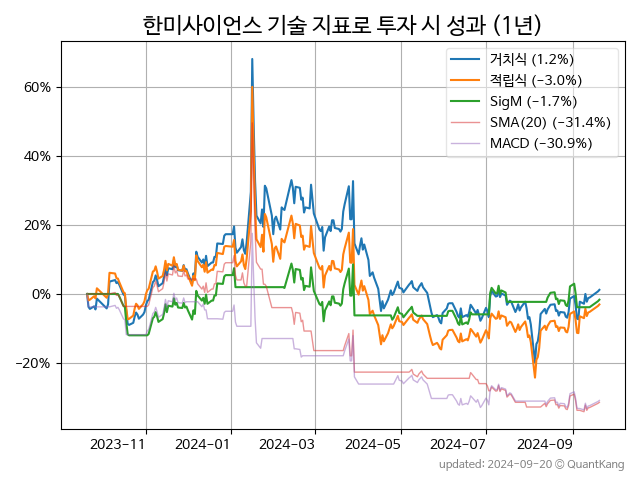 한미사이언스 기술 지표로 투자 시 성과 (1년)
거치식 (1.2%)
적립식 (−3.0%)
SigM (−1.7%)
SMA(20) (−31.4%)
MACD (−30.9%)
60%
40%
20%
0%
−20%
2023-11 2024-01 2024-03 2024-05 2024-07 2024-09
updated: 2024-09-20 © QuantKang